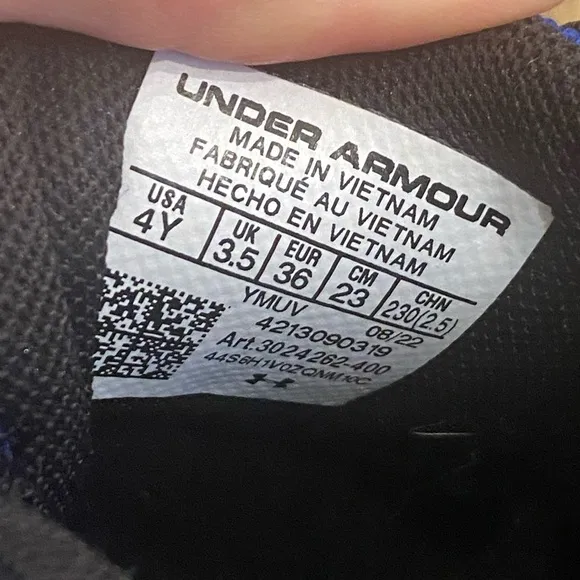 UNDER ARMOUR
MADE IN VIETNAM
FABRIQUÉ AU VIETNAM
HECHO EN VIETNAM
USA UK EUR CM CHN
4Y 3.5 36 23 230(2.5)
YMUV 08/22
4213090319
Art.3024262-400
44S6H1V0ZQNM10C